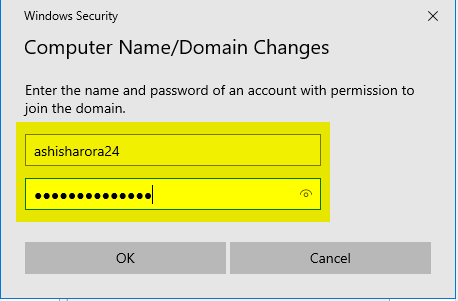 Windows Security
Computer Name/Domain Changes
Enter the name and password of an account with permission to
join the domain.
ashisharora24
●●●●●●●●●●●●●●
OK
Cancel